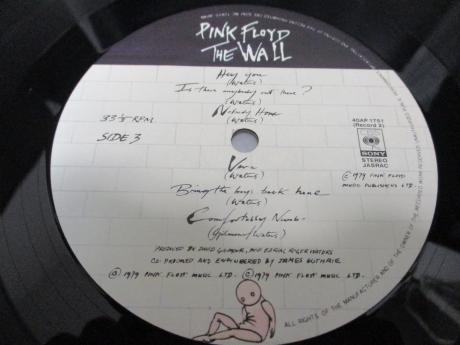 PINK FLOYD
THE WALL
Hey you
(Waters)
Is there anybody out there?
(Waters)
Nobody Home
(Waters)
33⅓ RPM
SIDE 3
40AP 1751
(Record 2)
SONY
STEREO
JASRAC
Vera
(Waters)
Bring the boys back home
(Waters)
Comfortably Numb
(Gilmour/Waters)
© 1979 PINK FLOYD
MUSIC PUBLISHERS LTD.
PRODUCED BY DAVID GILMOUR, BOB EZRIN, ROGER WATERS
CO-PRODUCED AND ENGINEERED BY JAMES GUTHRIE
℗ 1979 PINK FLOYD MUSIC LTD. © 1979 PINK FLOYD MUSIC LTD.
ALL RIGHTS OF THE MANUFACTURER AND OF THE OWNER OF THE RECORDED WORK